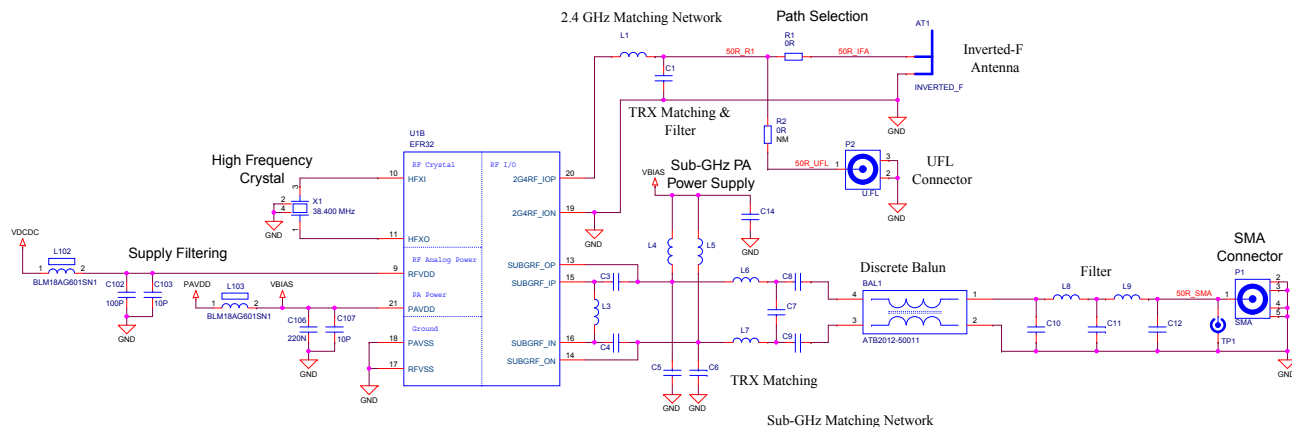 2.4 GHz Matching Network
Path Selection
AT1
L1
R1
0R
50R_R1
50R_IFA
Inverted-F
Antenna
C1
INVERTED_F
TRX Matching &
Filter
GND
R2
0R
NM
P2
50R_UFL
1
3
2
U.FL
UFL
Connector
GND
U1B
EFR32
High Frequency
Crystal
RF Crystal
RF I/O
10
HFXI
2G4RF_IOP
20
3
2
4
1
X1
38.400 MHz
GND
11
HFXO
2G4RF_ION
19
GND
Sub-GHz PA
Power Supply
VBIAS
C14
GND
L4
L5
VDCDC
L102
1
2
BLM18AG601SN1
Supply Filtering
RF Analog Power
9
RFVDD
C102
100P
C103
10P
GND
PAVDD
L103
1
2
BLM18AG601SN1
VBIAS
PA Power
21
PAVDD
C106
220N
C107
10P
GND
Ground
18
PAVSS
17
RFVSS
GND
SUBGRF_OP
13
SUBGRF_IP
15
SUBGRF_IN
16
SUBGRF_ON
14
C3
L3
C4
L6
C8
C7
L7
C9
C5
C6
GND
GND
TRX Matching
Discrete Balun
BAL1
4
1
3
2
ATB2012-50011
Filter
L8
L9
C10
C11
C12
50R_SMA
SMA
Connector
P1
1
2
3
4
5
SMA
TP1
GND
Sub-GHz Matching Network